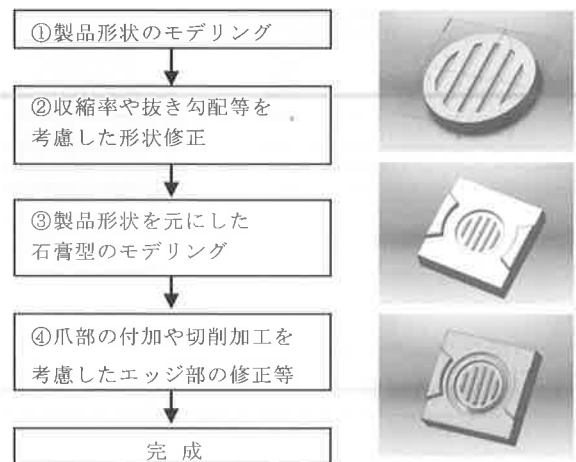 ①製品形状のモデリング
②収縮率や抜き勾配等を
考慮した形状修正
③製品形状を元にした
石膏型のモデリング
④爪部の付加や切削加工を
考慮したエッジ部の修正等
完成